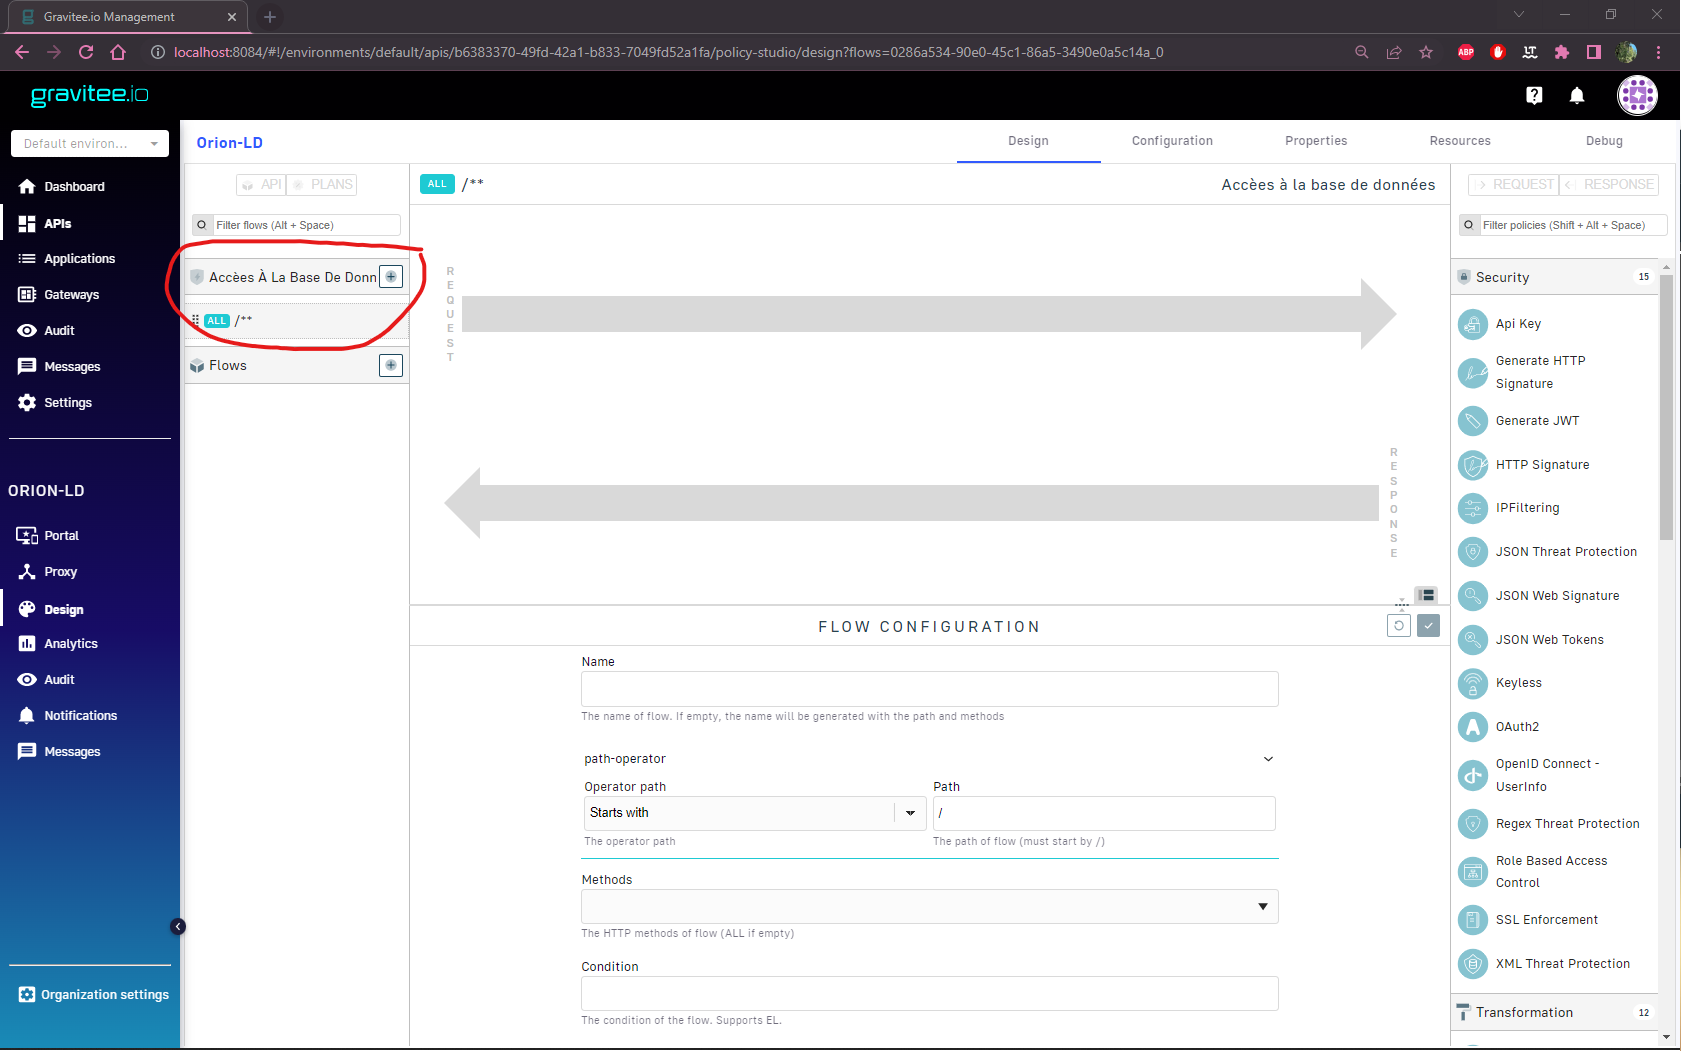 Gravitee.io Management
localhost:8084/#!/environments/default/apis/b6383370-49fd-42a1-b833-7049fd52a1fa/policy-studio/design?flows=0286a534-90e0-45c1-86a5-3490e0a5c14a_0
ABP
LT
gravitee.io
Default environ...
Dashboard
APIs
Applications
Gateways
Audit
Messages
Settings
ORION-LD
Portal
Proxy
Design
Analytics
Audit
Notifications
Messages
Organization settings
Orion-LD
Design
Configuration
Properties
Resources
Debug
API
PLANS
Filter flows (Alt + Space)
Accèes À La Base De Donn
ALL /**
Flows
ALL /**
Accèes à la base de données
REQUEST
RESPONSE
FLOW CONFIGURATION
Name
The name of flow. If empty, the name will be generated with the path and methods
path-operator
Operator path
Path
Starts with
/
The operator path
The path of flow (must start by /)
Methods
The HTTP methods of flow (ALL if empty)
Condition
The condition of the flow. Supports EL.
REQUEST
RESPONSE
Filter policies (Shift + Alt + Space)
Security
15
Api Key
Generate HTTP
Signature
Generate JWT
HTTP Signature
IPFiltering
JSON Threat Protection
JSON Web Signature
JSON Web Tokens
Keyless
OAuth2
OpenID Connect -
UserInfo
Regex Threat Protection
Role Based Access
Control
SSL Enforcement
XML Threat Protection
Transformation
12